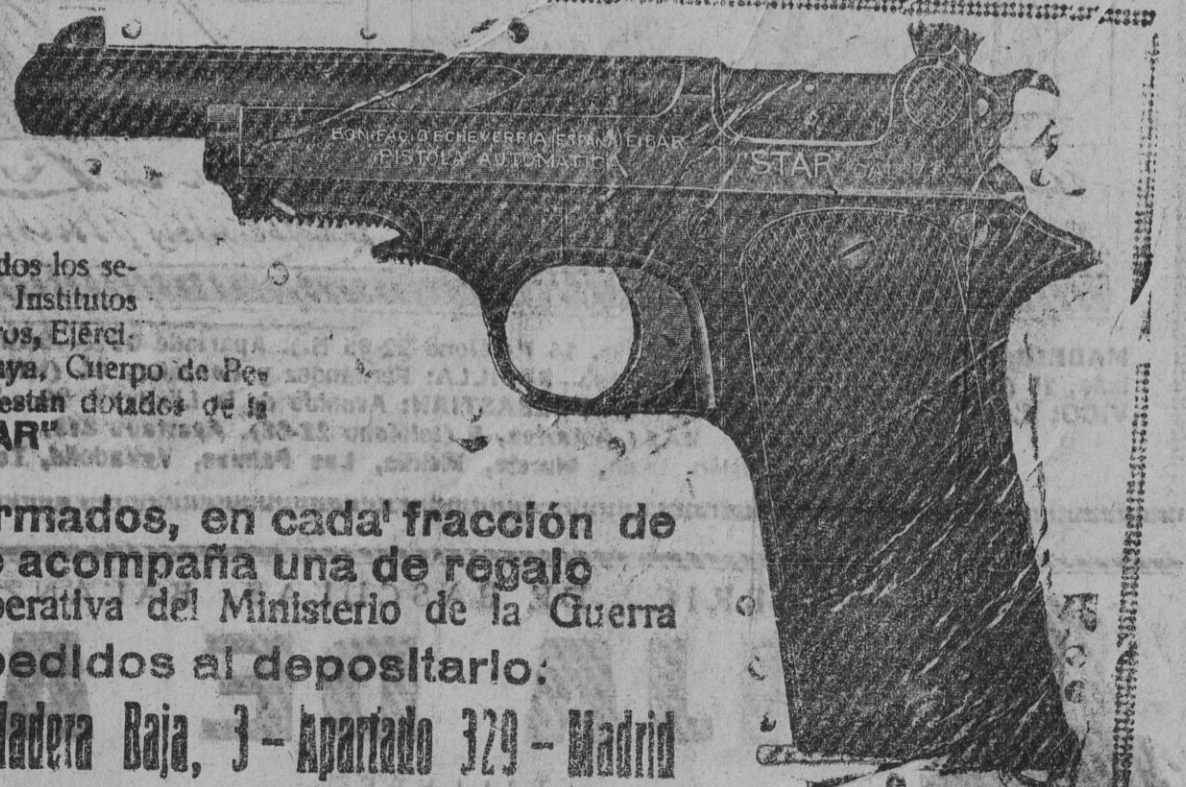 BONIFACIO ECHEVERRIA (ESPAÑA) EIBAR
PISTOLA AUTOMATICA
"STAR" CAL
dos los se-
Institutos
ros, Ejérci-
aya, Cuerpo de Pe-
están dotados de la
AR"
rmados, en cada fracción de
acompaña una de regalo
perativa del Ministerio de la Guerra
pedidos al depositario:
Madera Baja, 3 - Apartado 329 - Madrid